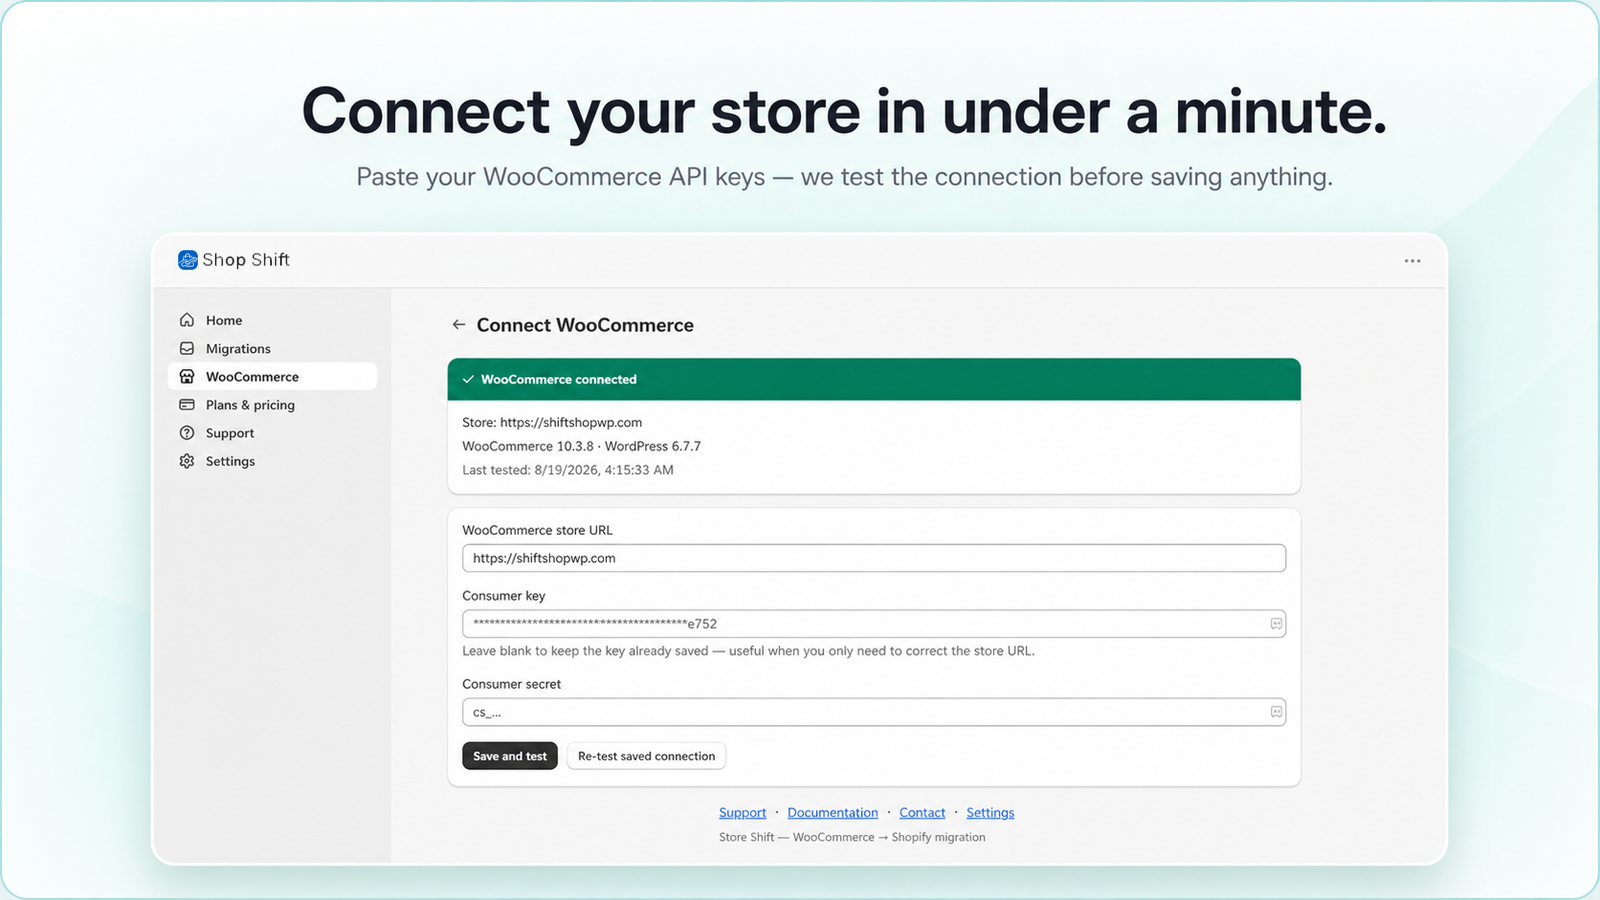 Connect your store in under a minute.
Paste your WooCommerce API keys — we test the connection before saving anything.
Shop Shift
Home
Migrations
WooCommerce
Plans & pricing
Support
Settings
Connect WooCommerce
WooCommerce connected
Store: https://shiftshopwp.com
WooCommerce 10.3.8 · WordPress 6.7.7
Last tested: 8/19/2026, 4:15:33 AM
WooCommerce store URL
https://shiftshopwp.com
Consumer key
***************************************e752
Leave blank to keep the key already saved — useful when you only need to correct the store URL.
Consumer secret
cs_...
Save and test Re-test saved connection
Support · Documentation · Contact · Settings
Store Shift — WooCommerce → Shopify migration